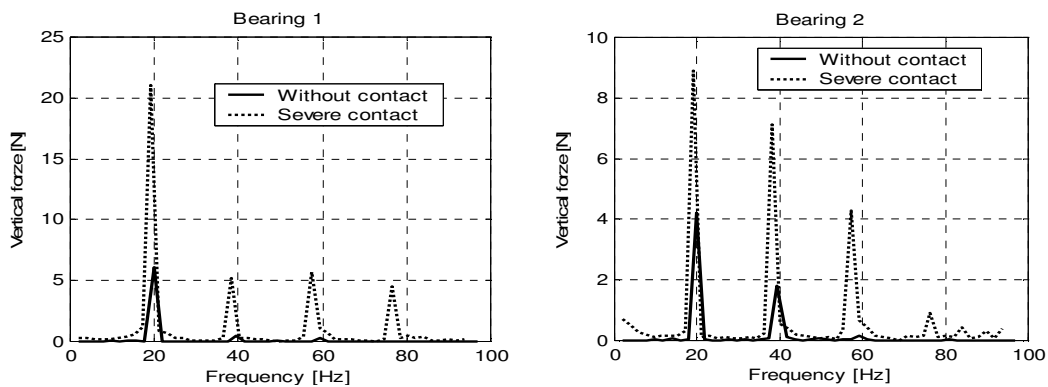 Bearing 1
25
20
15
10
5
0
Vertical forze[N]
Without contact
Severe contact
0 20 40 60 80 100
Frequency [Hz]
Bearing 2
10
8
6
4
2
0
Vertical forze[N]
Without contact
Severe contact
0 20 40 60 80 100
Frequency [Hz]